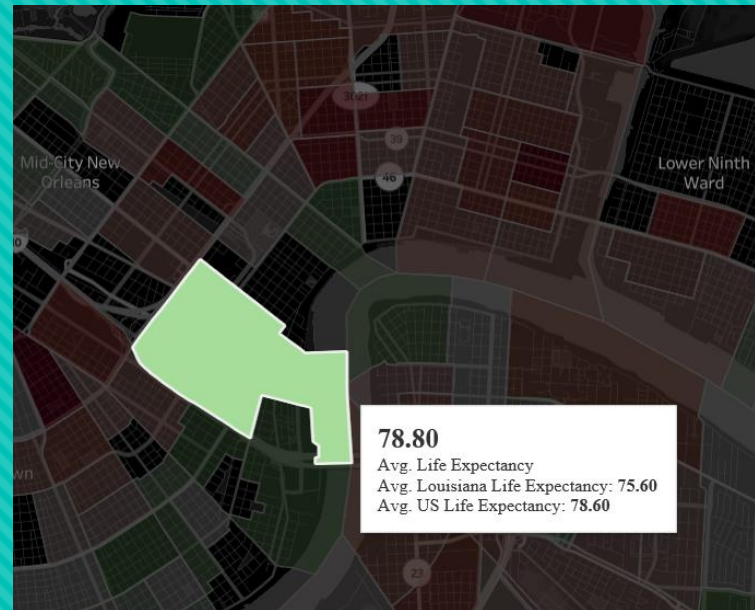 3021
39
46
Mid-City New
Orleans
Lower Ninth
Ward
78.80
Avg. Life Expectancy
Avg. Louisiana Life Expectancy: 75.60
Avg. US Life Expectancy: 78.60
wn
23